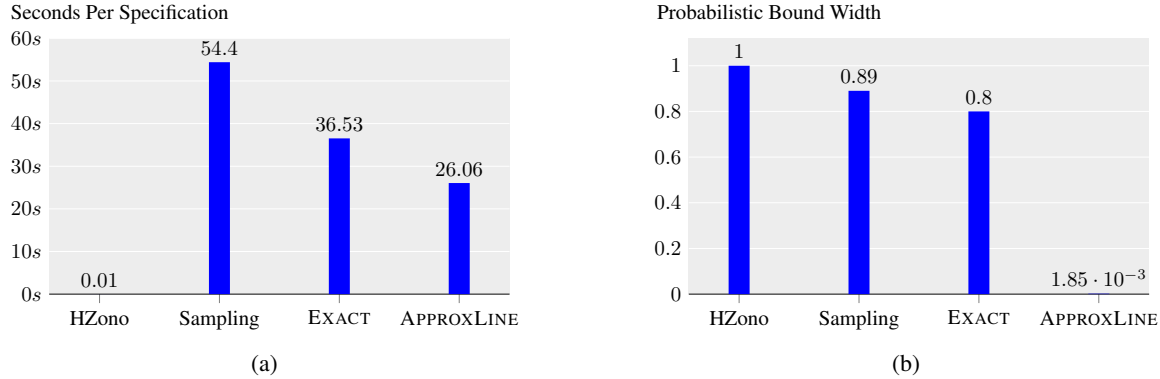 Seconds Per Specification
60s
50s
40s
30s
20s
10s
0s
0.01
54.4
36.53
26.06
HZono Sampling EXACT APPROXLINE
(a)
Probabilistic Bound Width
1
0.8
0.6
0.4
0.2
0
1
0.89
0.8
1.85 · 10⁻³
HZono Sampling EXACT APPROXLINE
(b)